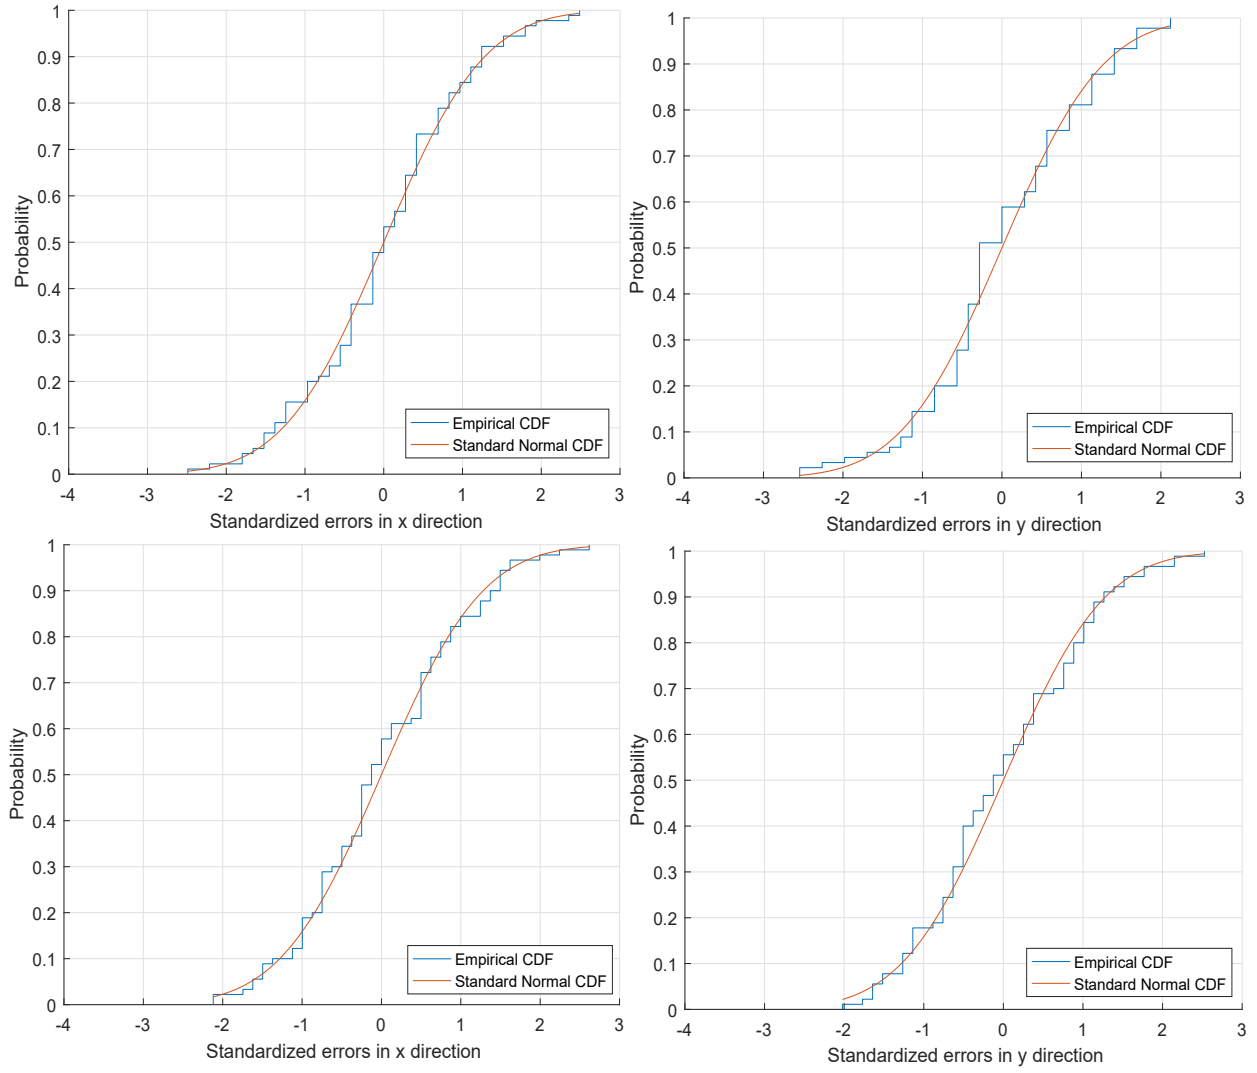 1
0.9
0.8
0.7
0.6
0.5
0.4
0.3
0.2
0.1
0
Probability
-4 -3 -2 -1 0 1 2 3
Standardized errors in x direction
Empirical CDF
Standard Normal CDF
1
0.9
0.8
0.7
0.6
0.5
0.4
0.3
0.2
0.1
0
Probability
-4 -3 -2 -1 0 1 2 3
Standardized errors in y direction
Empirical CDF
Standard Normal CDF
1
0.9
0.8
0.7
0.6
0.5
0.4
0.3
0.2
0.1
0
Probability
-4 -3 -2 -1 0 1 2 3
Standardized errors in x direction
Empirical CDF
Standard Normal CDF
1
0.9
0.8
0.7
0.6
0.5
0.4
0.3
0.2
0.1
0
Probability
-4 -3 -2 -1 0 1 2 3
Standardized errors in y direction
Empirical CDF
Standard Normal CDF